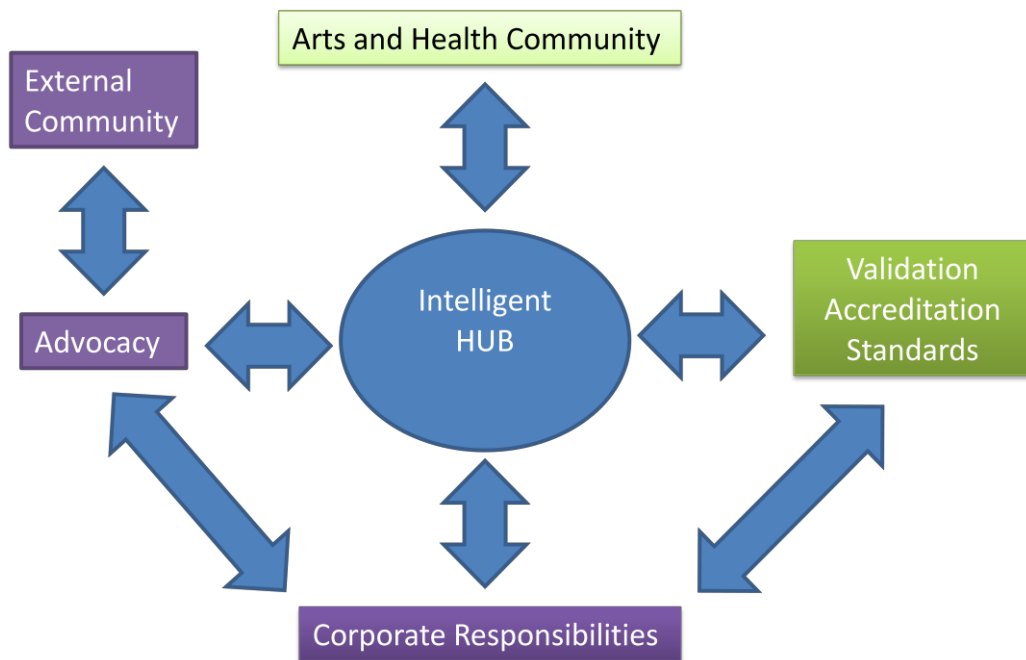 Arts and Health Community
External
Community
Intelligent
HUB
Validation
Accreditation
Standards
Advocacy
Corporate Responsibilities